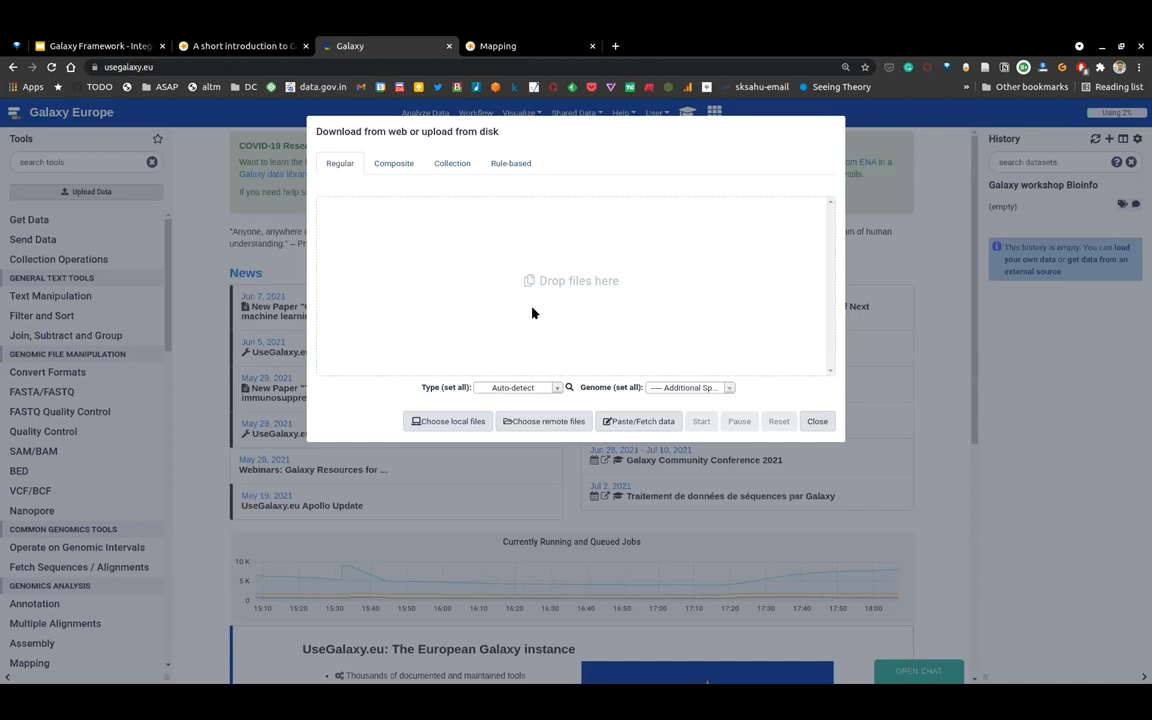 Galaxy Framework - Integ
A short introduction to G
Galaxy
Mapping
usegalaxy.eu
Apps
TODO
ASAP
altm
DC
data.gov.in
sksahu-email
Seeing Theory
Other bookmarks
Reading list
Galaxy Europe
Analyze Data
Workflow
Visualize
Shared Data
Help
User
Using 2%
Tools
search tools
Upload Data
Get Data
Send Data
Collection Operations
GENERAL TEXT TOOLS
Text Manipulation
Filter and Sort
Join, Subtract and Group
GENOMIC FILE MANIPULATION
Convert Formats
FASTA/FASTQ
FASTQ Quality Control
Quality Control
SAM/BAM
BED
VCF/BCF
Nanopore
COMMON GENOMICS TOOLS
Operate on Genomic Intervals
Fetch Sequences / Alignments
GENOMICS ANALYSIS
Annotation
Multiple Alignments
Assembly
Mapping
COVID-19 Rese
Want to learn the
Galaxy data librar
If you need help s
from ENA in a
"Anyone, anywhere
understanding." – Pr
m of human
News
Jun 7, 2021
New Paper "
machine learnin
Jun 5, 2021
UseGalaxy.e
May 29, 2021
New Paper "T
immunosuppre
May 29, 2021
UseGalaxy.e
May 28, 2021
Webinars: Galaxy Resources for ...
May 19, 2021
UseGalaxy.eu Apollo Update
of Next
Jun 28, 2021 - Jul 10, 2021
Galaxy Community Conference 2021
Jul 2, 2021
Traitement de données de séquences par Galaxy
Download from web or upload from disk
Regular
Composite
Collection
Rule-based
Drop files here
Type (set all):
Auto-detect
Genome (set all):
---- Additional Sp...
Choose local files
Choose remote files
Paste/Fetch data
Start
Pause
Reset
Close
Currently Running and Queued Jobs
10 K
5 K
0
15:10 15:20 15:30 15:40 15:50 16:00 16:10 16:20 16:30 16:40 16:50 17:00 17:10 17:20 17:30 17:40 17:50 18:00
UseGalaxy.eu: The European Galaxy instance
Thousands of documented and maintained tools
OPEN CHAT
History
search datasets
Galaxy workshop Bioinfo
(empty)
This history is empty. You can load
your own data or get data from an
external source